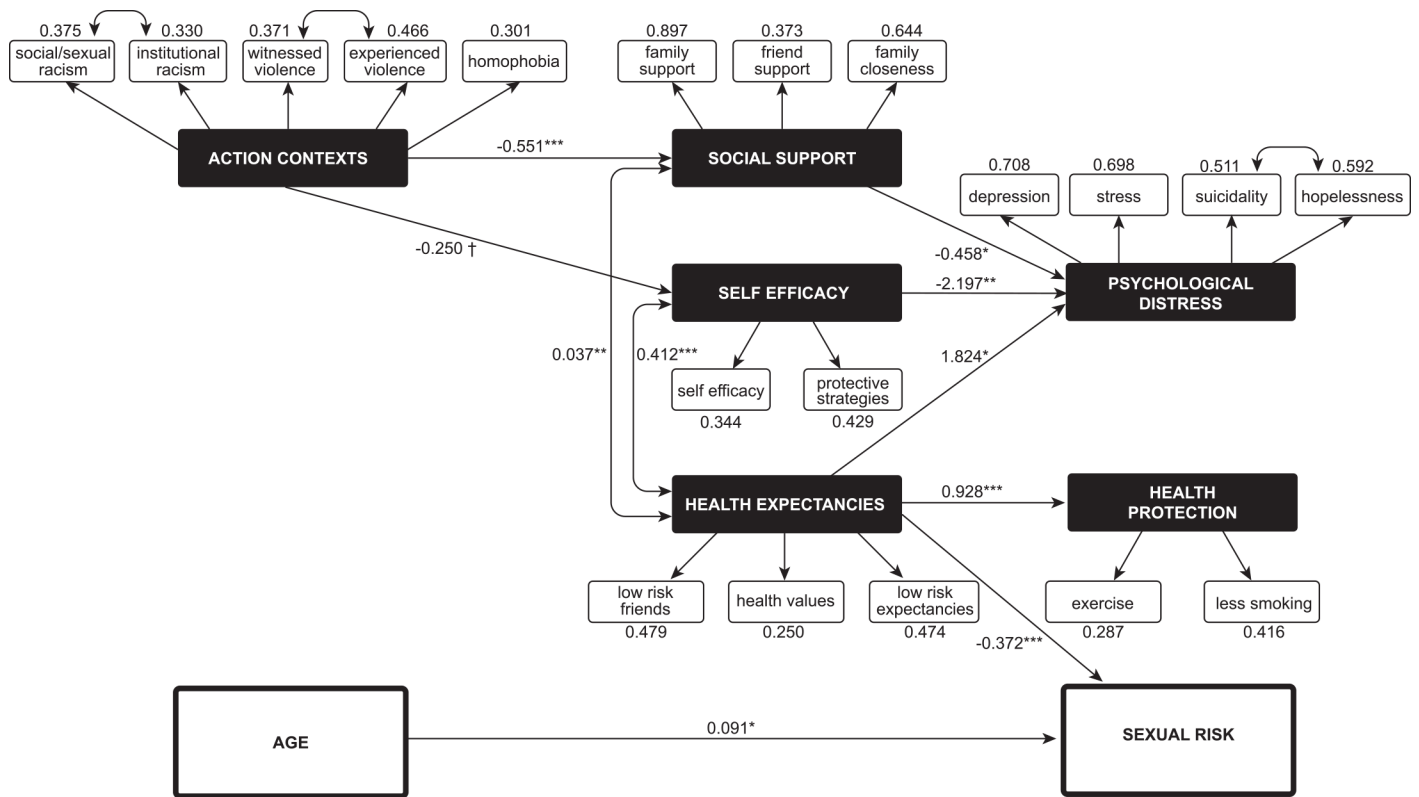 0.375
0.330
0.371
0.466
0.301
social/sexual
racism
institutional
racism
witnessed
violence
experienced
violence
homophobia
0.897
0.373
0.644
family
support
friend
support
family
closeness
ACTION CONTEXTS
-0.551***
SOCIAL SUPPORT
0.708
0.698
0.511
0.592
depression
stress
suicidality
hopelessness
-0.250 †
-0.458*
SELF EFFICACY
-2.197**
PSYCHOLOGICAL
DISTRESS
0.037**
0.412***
1.824*
self efficacy
0.344
protective
strategies
0.429
HEALTH EXPECTANCIES
0.928***
HEALTH
PROTECTION
low risk
friends
0.479
health values
0.250
low risk
expectancies
0.474
exercise
0.287
less smoking
0.416
-0.372***
AGE
0.091*
SEXUAL RISK